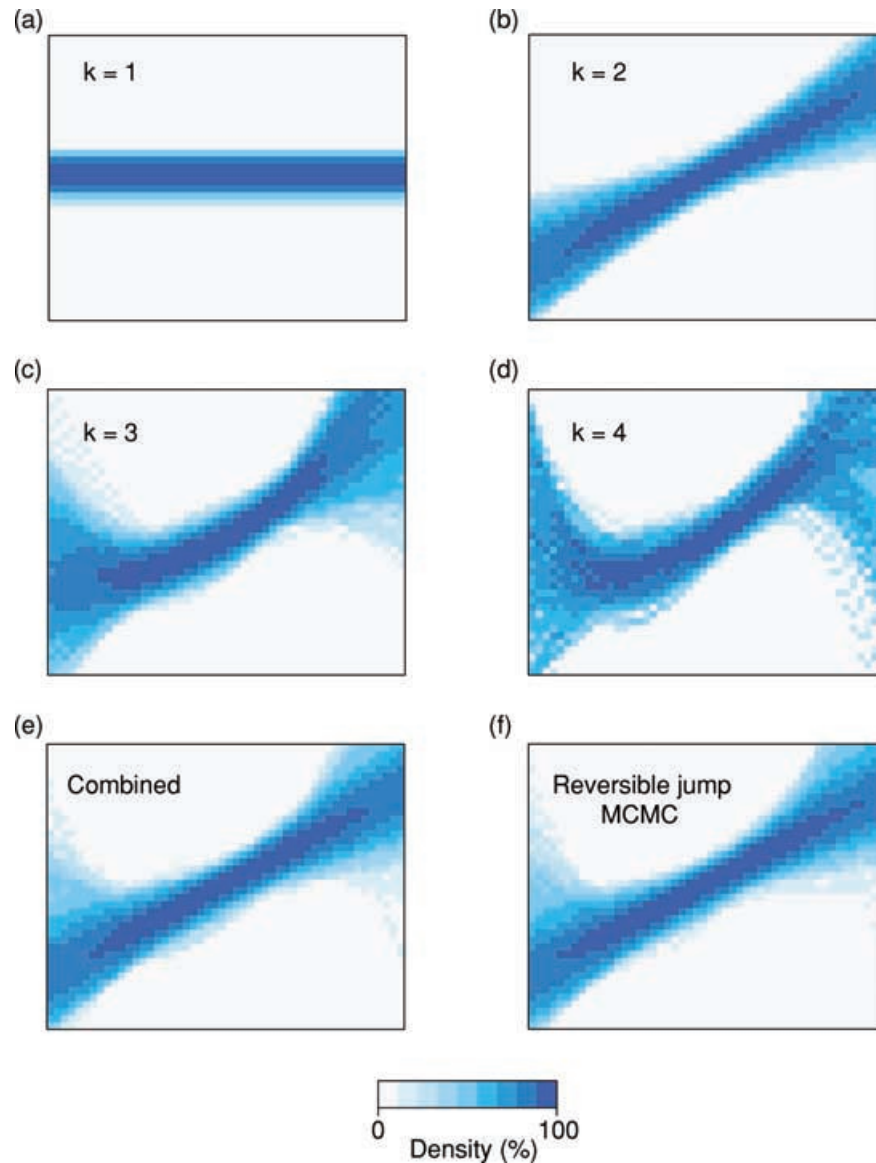 (a)
k = 1
(b)
k = 2
(c)
k = 3
(d)
k = 4
(e)
Combined
(f)
Reversible jump
MCMC
0
100
Density (%)